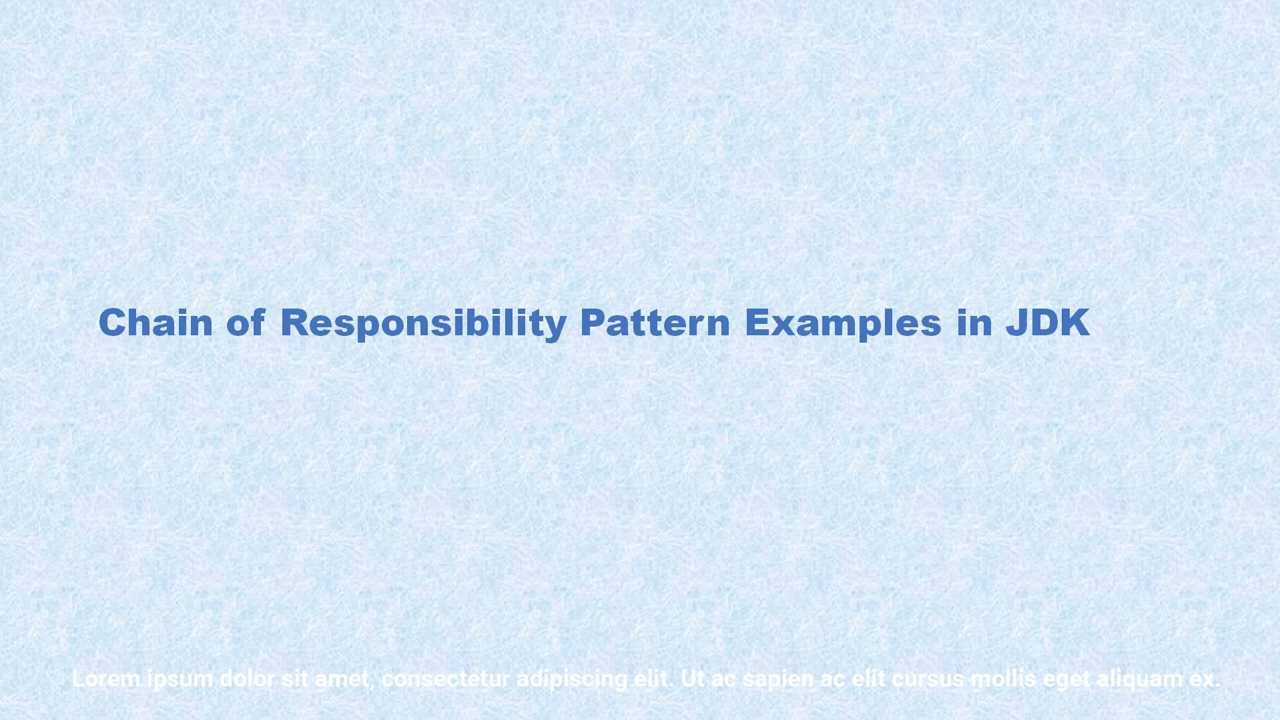 Chain of Responsibility Pattern Examples in JDK
Lorem ipsum dolor sit amet, consectetur adipiscing elit. Ut ac sapien ac elit cursus mollis eget aliquam ex.